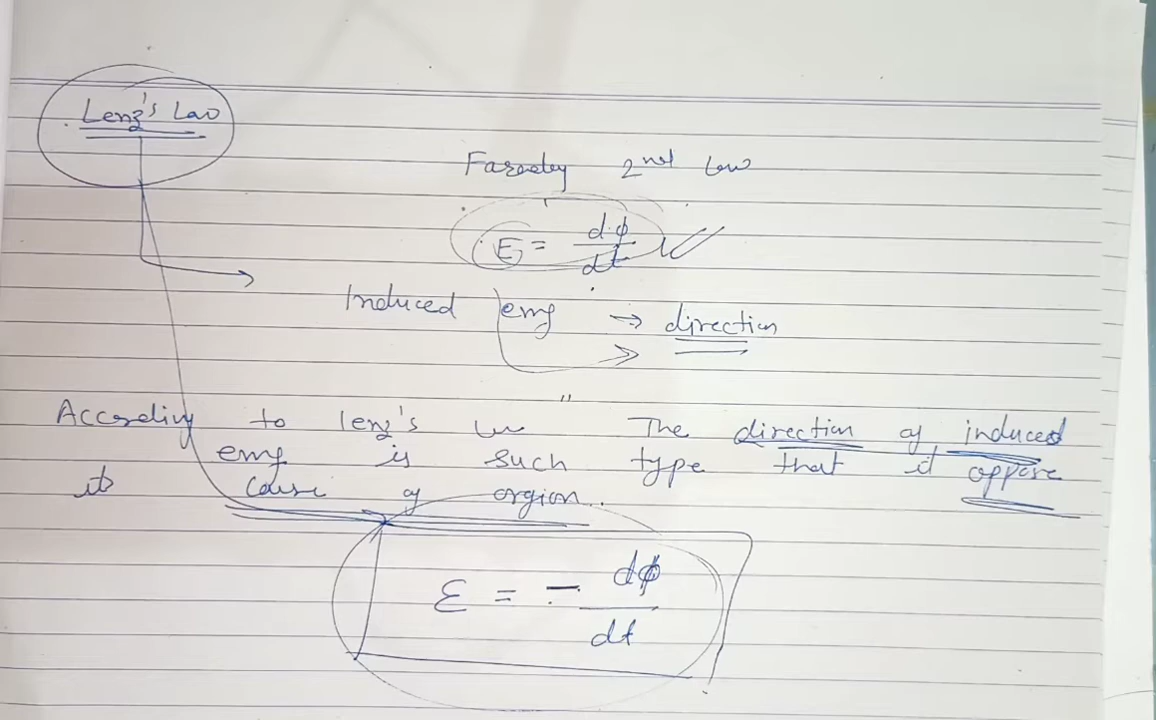 Lenz's Law
Faraday 2nd Law
E = dφ/dt
Induced emf → direction
According to lenz's law " The direction of induced
emf is such type that it oppose
its cause of orgion.
ε = - dφ/dt